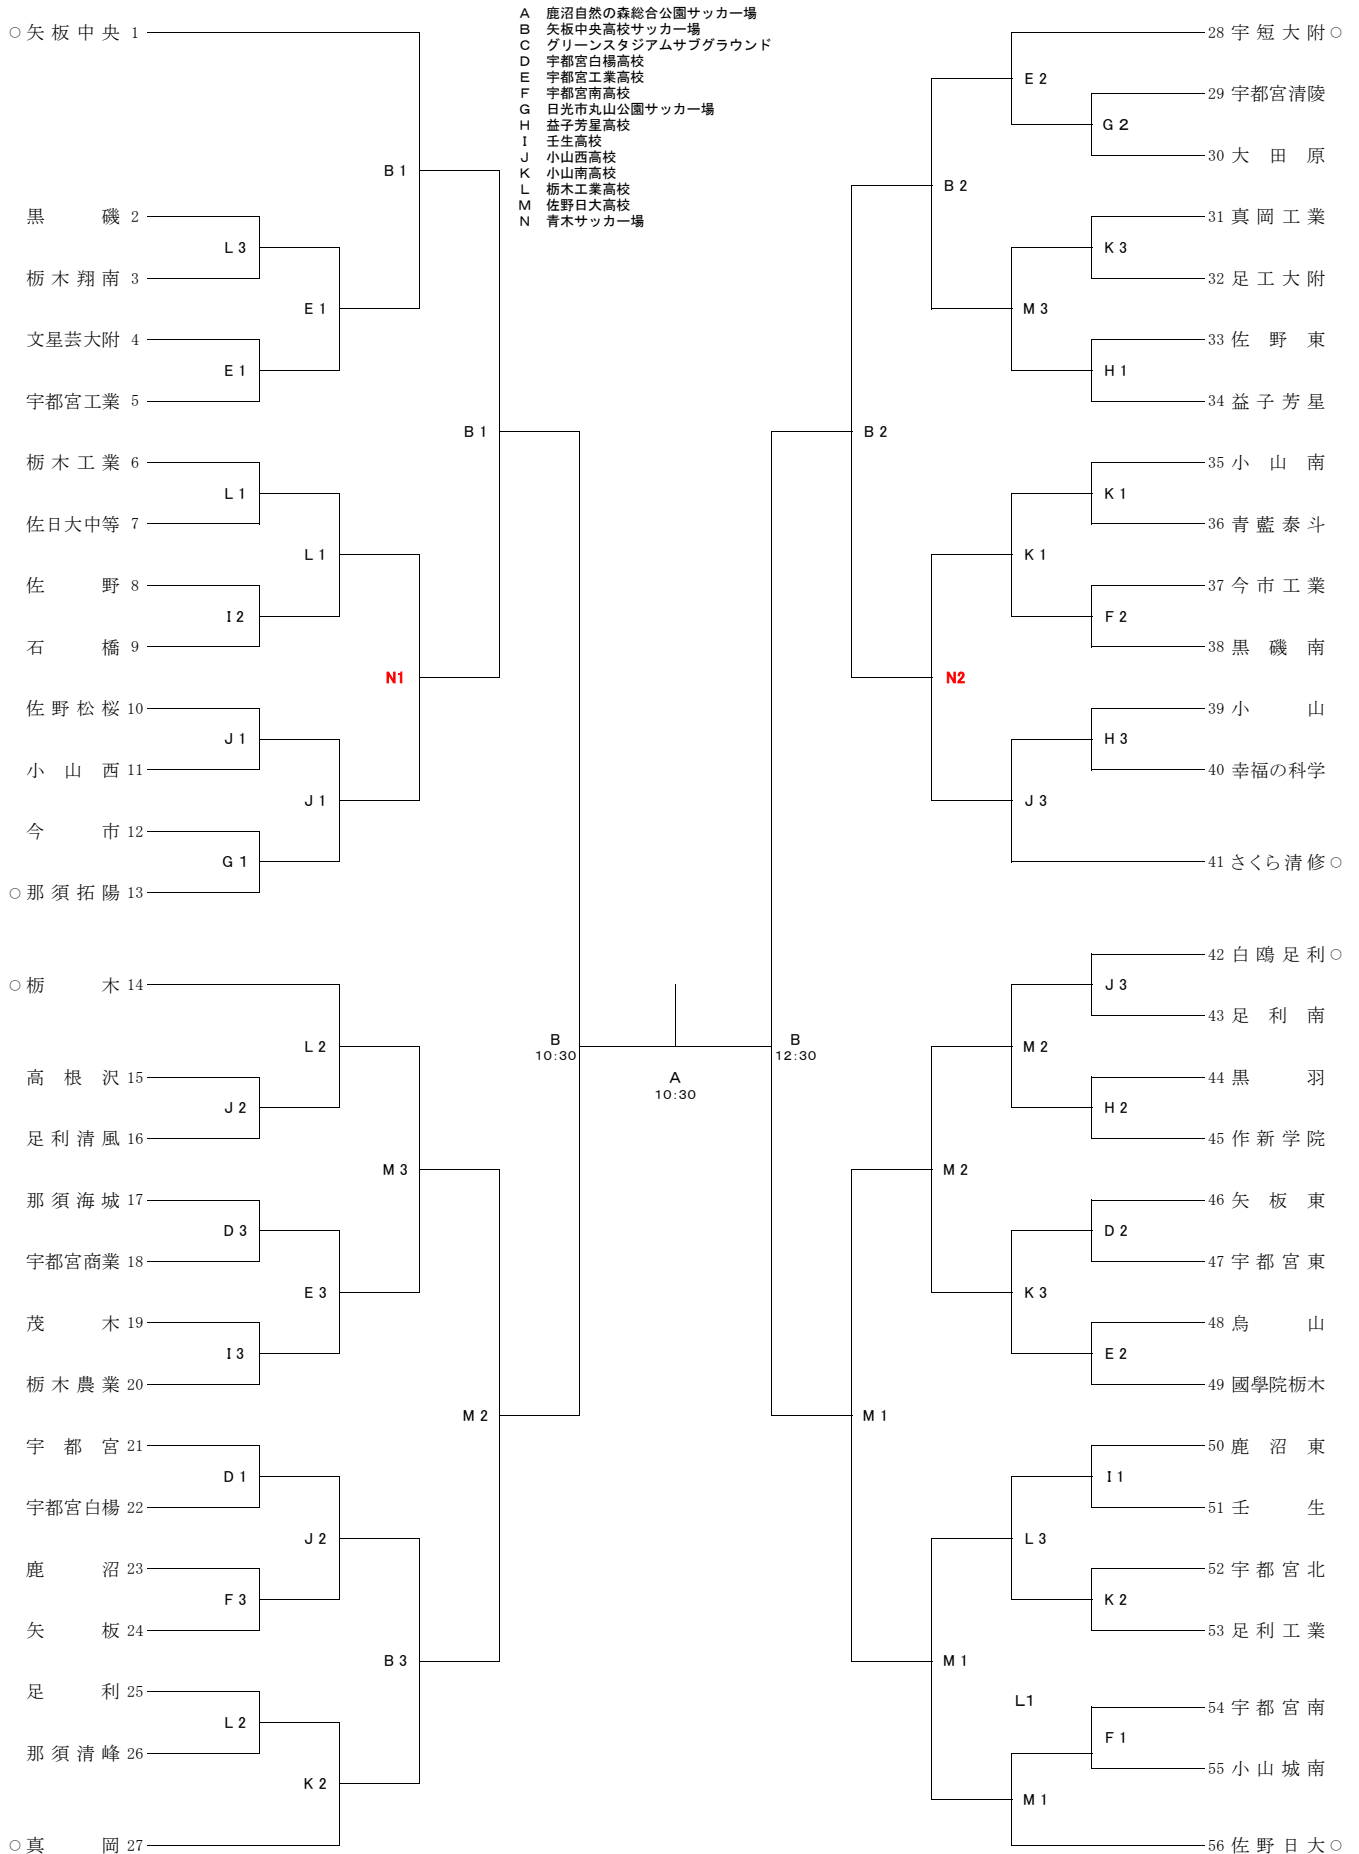 A 鹿沼自然の森総合公園サッカー場
B 矢板中央高校サッカー場
C グリーンスタジアムサブグラウンド
D 宇都宮白楊高校
E 宇都宮工業高校
F 宇都宮南高校
G 日光市丸山公園サッカー場
H 益子芳星高校
I 壬生高校
J 小山西高校
K 小山南高校
L 栃木工業高校
M 佐野日大高校
N 青木サッカー場
○ 矢板中央 1
B 1
黒磯 2
L 3
栃木翔南 3
E 1
文星芸大附 4
E 1
宇都宮工業 5
B 1
栃木工業 6
L 1
佐日大中等 7
L 1
佐野 8
I 2
石橋 9
N1
佐野松桜 10
J 1
小山西 11
J 1
今市 12
G 1
○ 那須拓陽 13
○ 栃木 14
L 2
高根沢 15
J 2
足利清風 16
M 3
那須海城 17
D 3
宇都宮商業 18
E 3
茂木 19
I 3
栃木農業 20
M 2
宇都宮 21
D 1
宇都宮白楊 22
J 2
鹿沼 23
F 3
矢板 24
B 3
足利 25
L 2
那須清峰 26
K 2
○ 真岡 27
B
10:30
A
10:30
B
12:30
28 宇短大附 ○
E 2
29 宇都宮清陵
G 2
30 大田原
B 2
31 真岡工業
K 3
32 足工大附
M 3
33 佐野東
H 1
34 益子芳星
B 2
35 小山南
K 1
36 青藍泰斗
K 1
37 今市工業
F 2
38 黒磯南
N2
39 小山
H 3
40 幸福の科学
J 3
41 さくら清修 ○
42 白鴎足利 ○
J 3
43 足利南
M 2
44 黒羽
H 2
45 作新学院
M 2
46 矢板東
D 2
47 宇都宮東
K 3
48 烏山
E 2
49 國學院栃木
M 1
50 鹿沼東
I 1
51 壬生
L 3
52 宇都宮北
K 2
53 足利工業
M 1
L1
54 宇都宮南
F 1
55 小山城南
M 1
56 佐野日大 ○